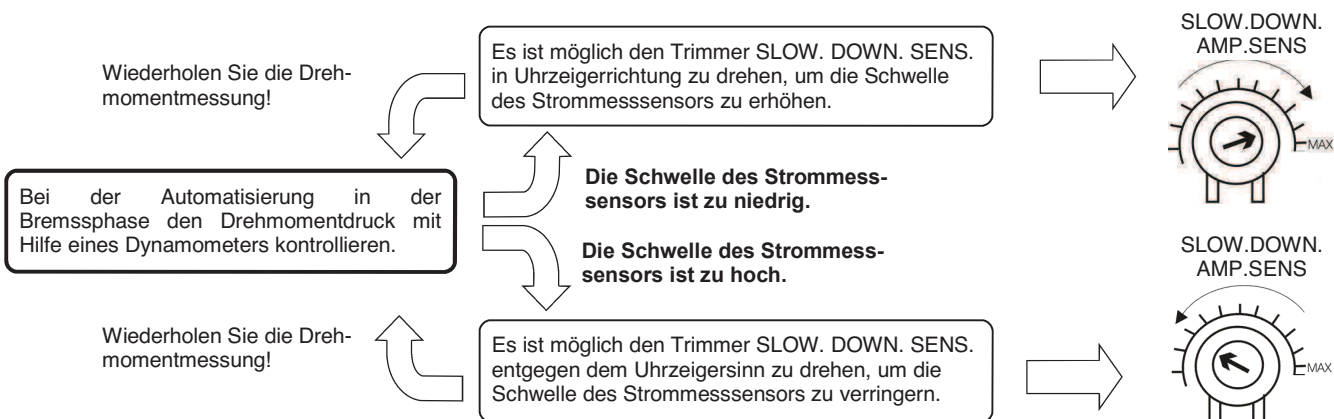 SLOW.DOWN.
AMP.SENS
Es ist möglich den Trimmer SLOW. DOWN. SENS.
in Uhrzeigerrichtung zu drehen, um die Schwelle
des Strommesssensors zu erhöhen.
Wiederholen Sie die Dreh-
momentmessung!
MAX
Bei der Automatisierung in der
Bremssphase den Drehmomentdruck mit
Hilfe eines Dynamometers kontrollieren.
Die Schwelle des Strommess-
sensors ist zu niedrig.
Die Schwelle des Strommess-
sensors ist zu hoch.
SLOW.DOWN.
AMP.SENS
Wiederholen Sie die Dreh-
momentmessung!
Es ist möglich den Trimmer SLOW. DOWN. SENS.
entgegen dem Uhrzeigersinn zu drehen, um die
Schwelle des Strommesssensors zu verringern.
MAX